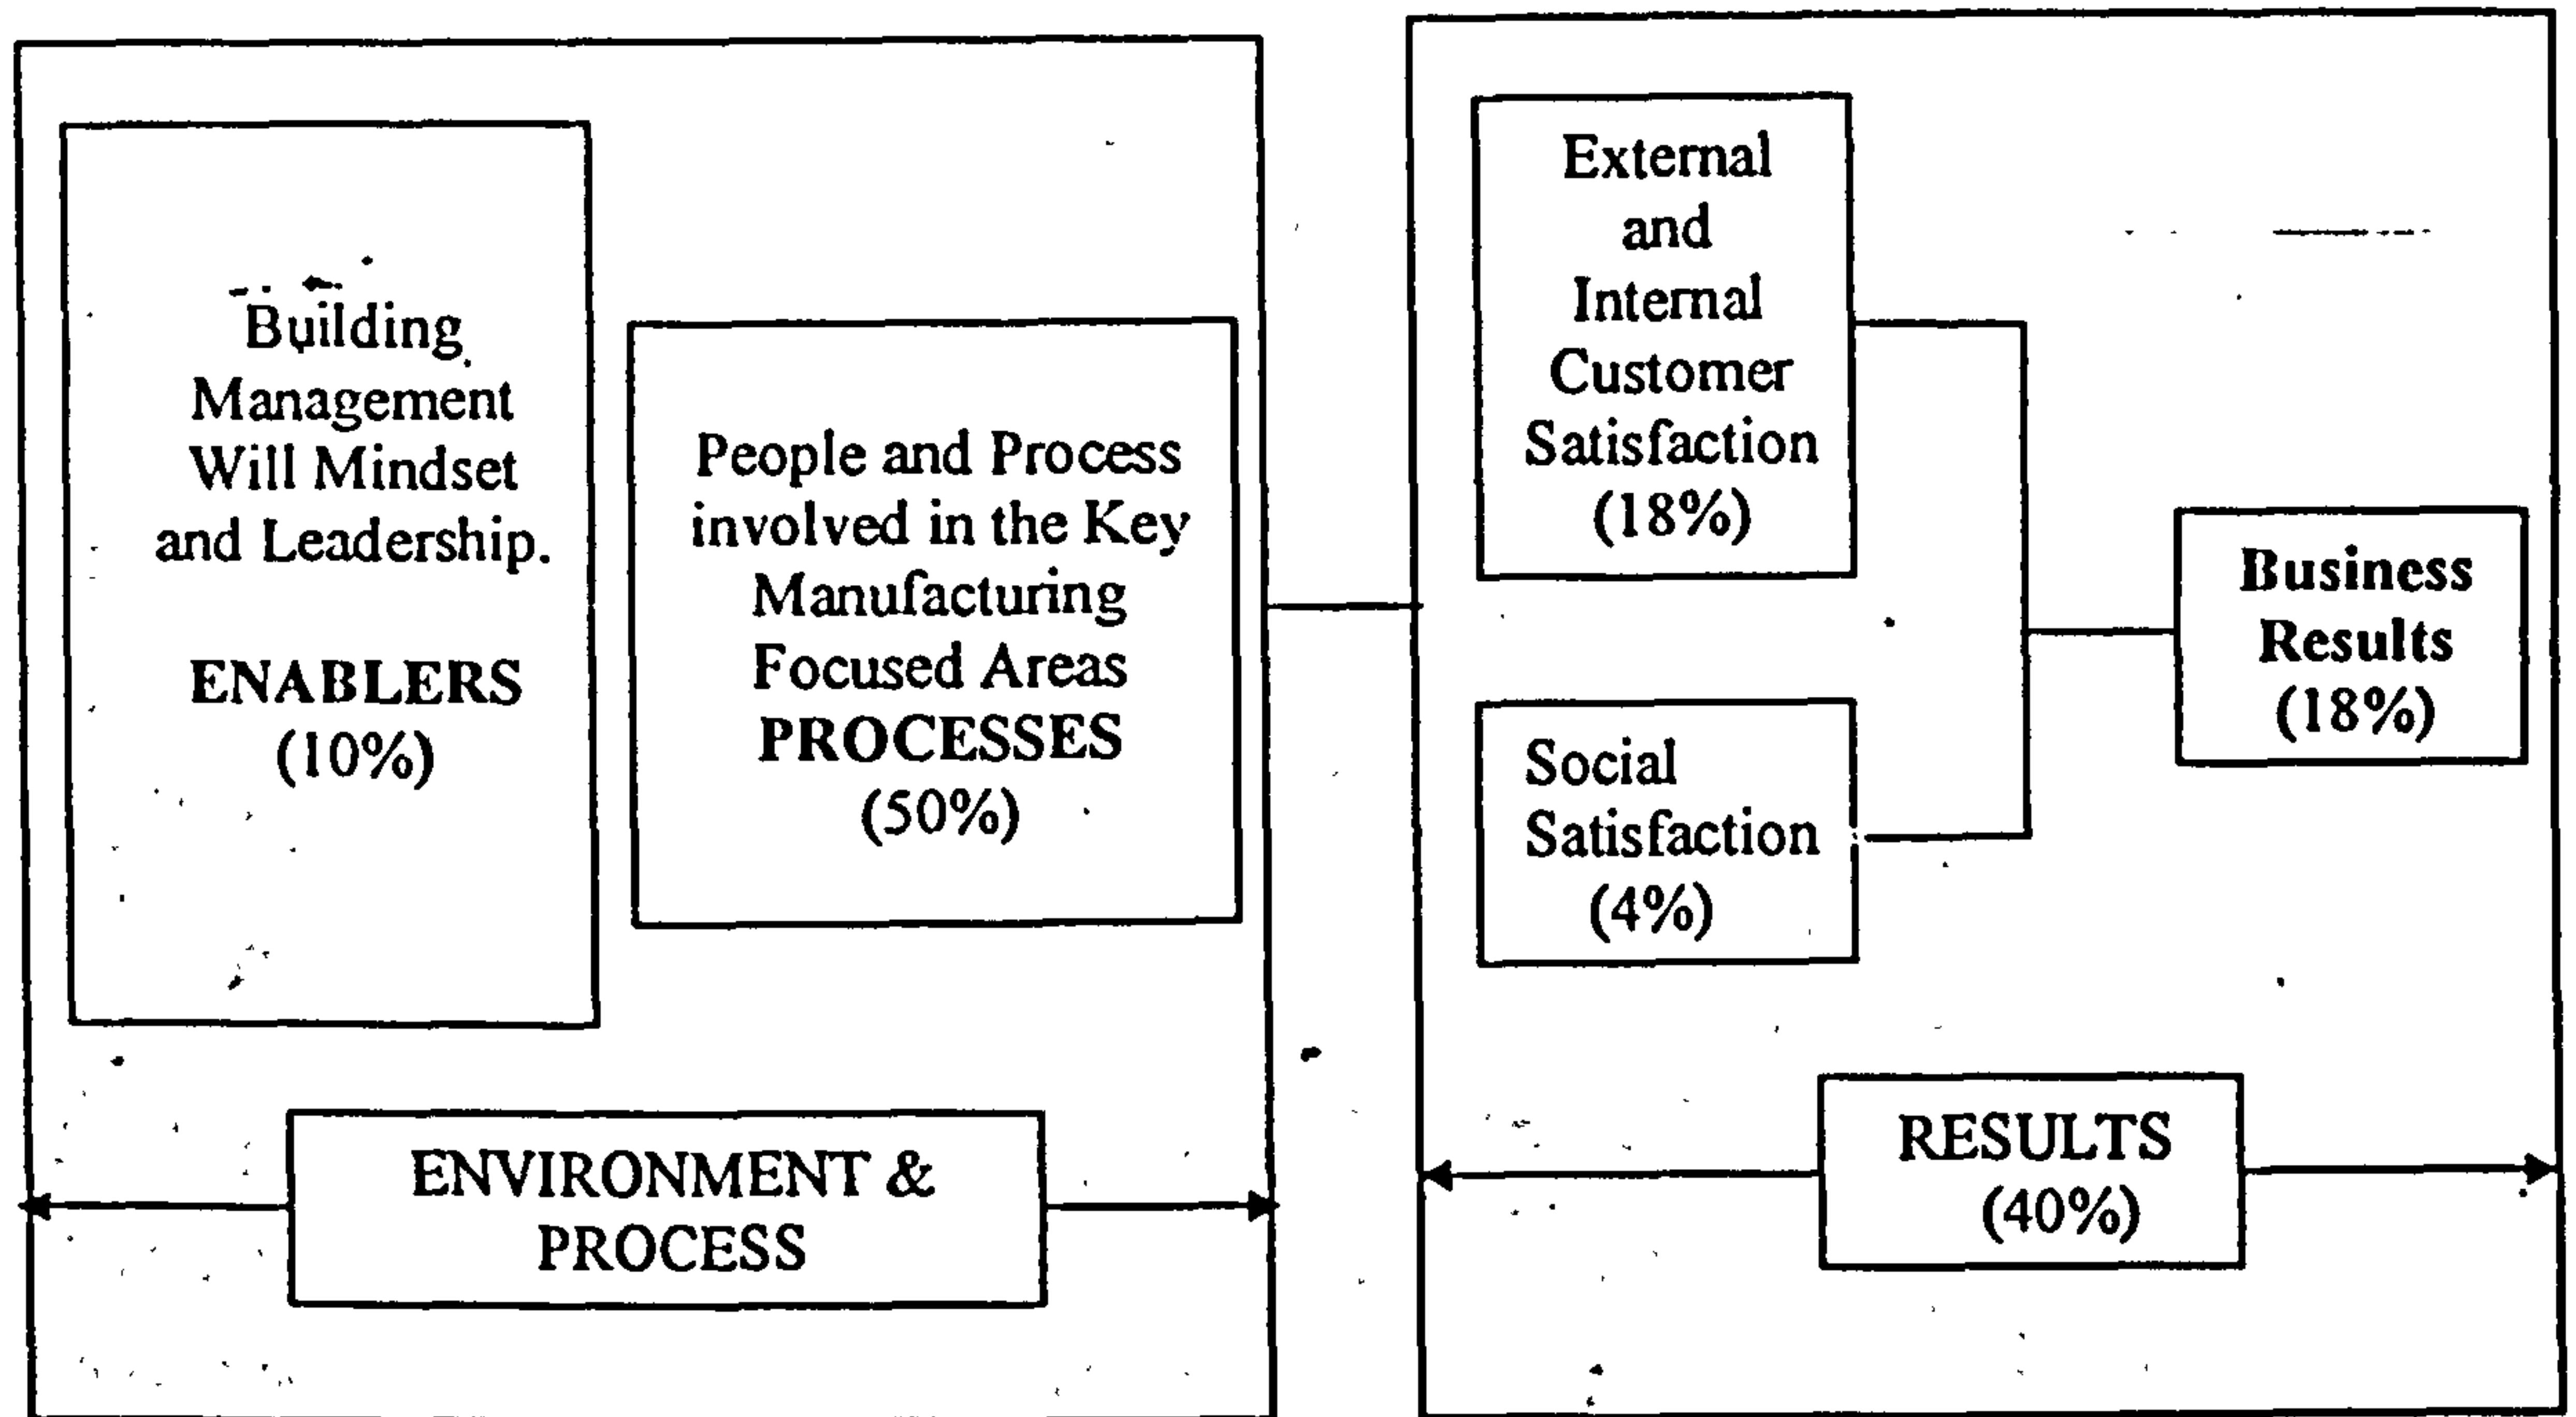 Building
Management
Will Mindset
and Leadership.
ENABLERS
(10%)
People and Process
involved in the Key
Manufacturing
Focused Areas
PROCESSES
(50%)
ENVIRONMENT &
PROCESS
External
and
Internal
Customer
Satisfaction
(18%)
Social
Satisfaction
(4%)
Business
Results
(18%)
RESULTS
(40%)